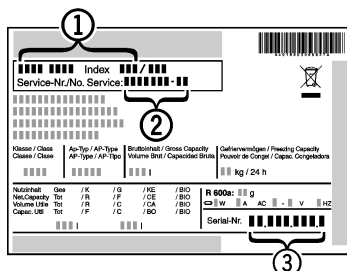 1
Index /
Service-Nr./No. Service: -
2
Klasse / Class Ap-Typ / AP-Type Bruttoinhalt / Gross Capacity Gefriervermögen / Freezing Capacity
Classe / Clase AP-Type / AP-Tipo Volume Brut / Capacidad Bruta Pouvoir de Congel / Capac. Congeladora
l kg / 24 h
Nutzinhalt Ges / K / G / KE / BIO
Net.Capacity Tot / R / F / CE / BIO
Volume Utile Tot / R / C / CA / BIO
Capac. Util Tot / F / C / BO / BIO
l l
R 600a: g
W A AC - V HZ
Serial-Nr. . . .
3